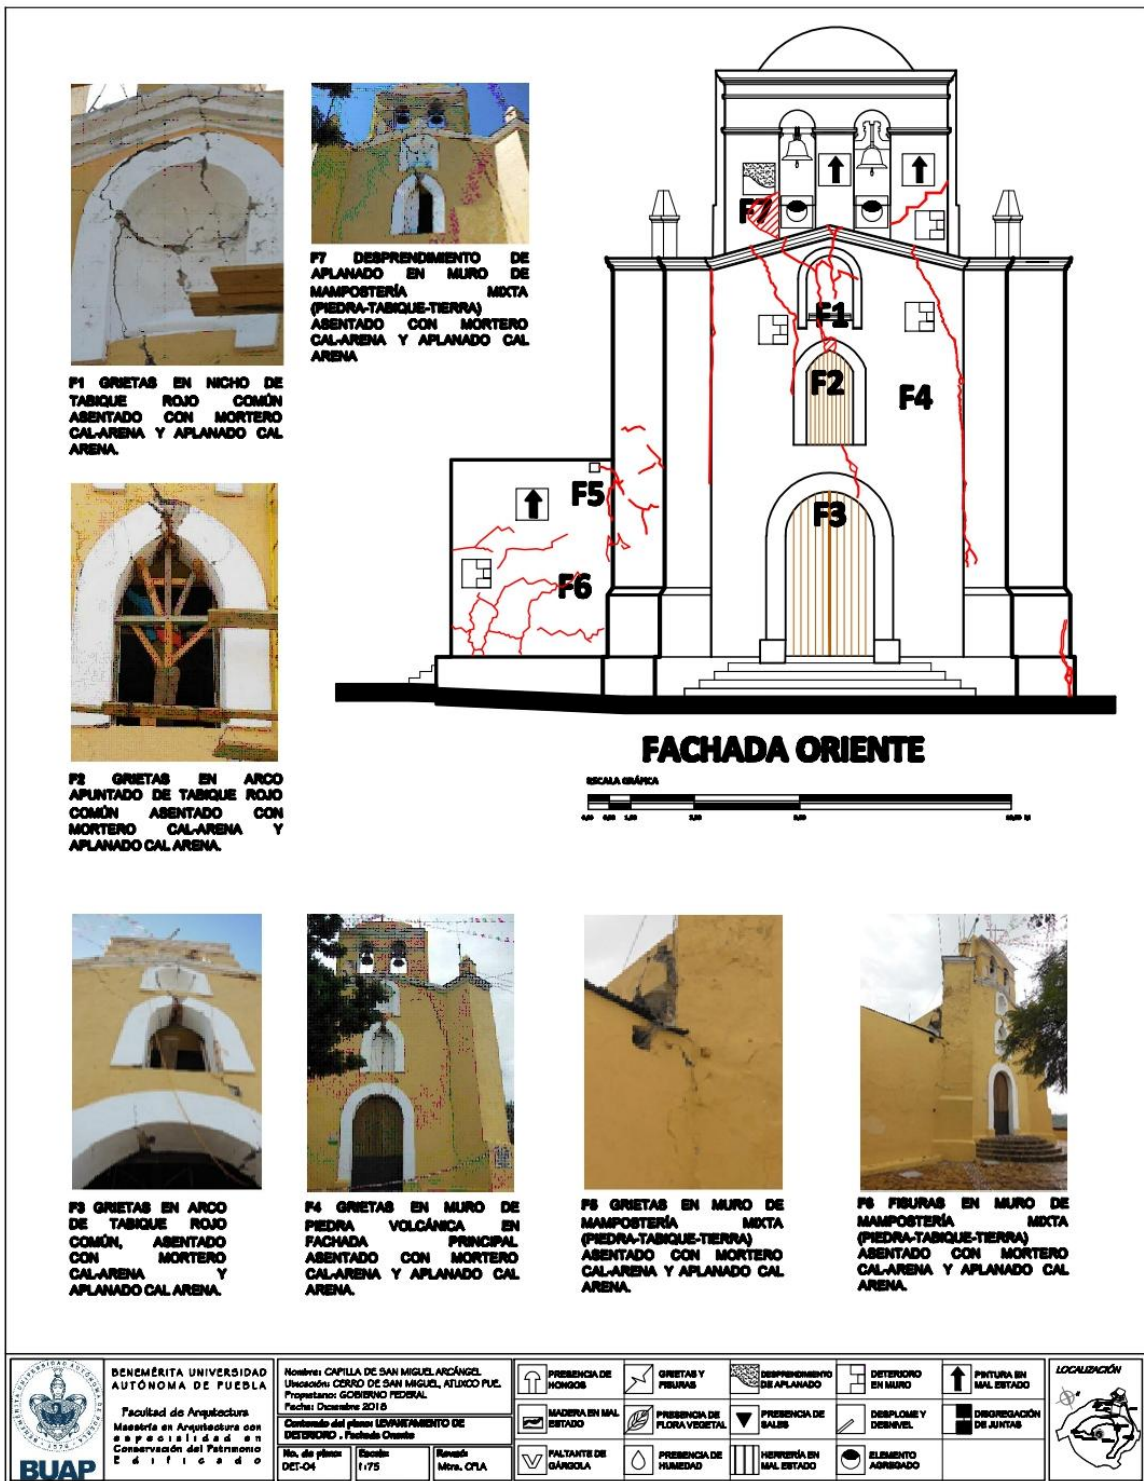 F7
F1
F2
F4
F5
F3
F6
F7 DESPRENDIMIENTO DE
APLANADO EN MURO DE
MAMPOSTERÍA MIXTA
(PIEDRA-TABIQUE-TIERRA)
ASENTADO CON MORTERO
CAL-ARENA Y APLANADO CAL
ARENA
F1 GRIETAS EN NICHO DE
TABIQUE ROJO COMÚN
ASENTADO CON MORTERO
CAL-ARENA Y APLANADO CAL
ARENA.
F2 GRIETAS EN ARCO
APUNTADO DE TABIQUE ROJO
COMÚN ASENTADO CON
MORTERO CAL-ARENA Y
APLANADO CAL ARENA.
FACHADA ORIENTE
ESCALA GRÁFICA
F3 GRIETAS EN ARCO
DE TABIQUE ROJO
COMÚN, ASENTADO
CON MORTERO
CAL-ARENA Y
APLANADO CAL ARENA.
F4 GRIETAS EN MURO DE
PIEDRA VOLCÁNICA EN
FACHADA PRINCIPAL
ASENTADO CON MORTERO
CAL-ARENA Y APLANADO CAL
ARENA.
F5 GRIETAS EN MURO DE
MAMPOSTERÍA MIXTA
(PIEDRA-TABIQUE-TIERRA)
ASENTADO CON MORTERO
CAL-ARENA Y APLANADO CAL
ARENA.
F6 FISURAS EN MURO DE
MAMPOSTERÍA MIXTA
(PIEDRA-TABIQUE-TIERRA)
ASENTADO CON MORTERO
CAL-ARENA Y APLANADO CAL
ARENA.
BUAP
BENEMÉRITA UNIVERSIDAD
AUTÓNOMA DE PUEBLA
Facultad de Arquitectura
Maestría en Arquitectura con
especialidad en
Conservación del Patrimonio
Edificado
Nombre: CAPILLA DE SAN MIGUEL ARCÁNGEL
Ubicación: CERRO DE SAN MIGUEL, ATLIXCO PUE.
Propietario: GOBIERNO FEDERAL
Fecha: Diciembre 2018
Contenido del plano: LEVANTAMIENTO DE
DETERIORO . Fachada Oriente
No. de plano:
DET-04
Escala:
1:75
Revisó:
Mtra. CFLA
PRESENCIA DE
HONGOS
GRIETAS Y
FISURAS
DESPRENDIMIENTO
DE APLANADO
DETERIORO
EN MURO
PINTURA EN
MAL ESTADO
MADERA EN MAL
ESTADO
PRESENCIA DE
FLORA VEGETAL
PRESENCIA DE
SALES
DESPLOME Y
DESNIVEL
DISGREGACIÓN
DE JUNTAS
FALTANTE DE
GÁRGOLA
PRESENCIA DE
HUMEDAD
HERRERÍA EN
MAL ESTADO
ELEMENTO
AGREGADO
LOCALIZACIÓN